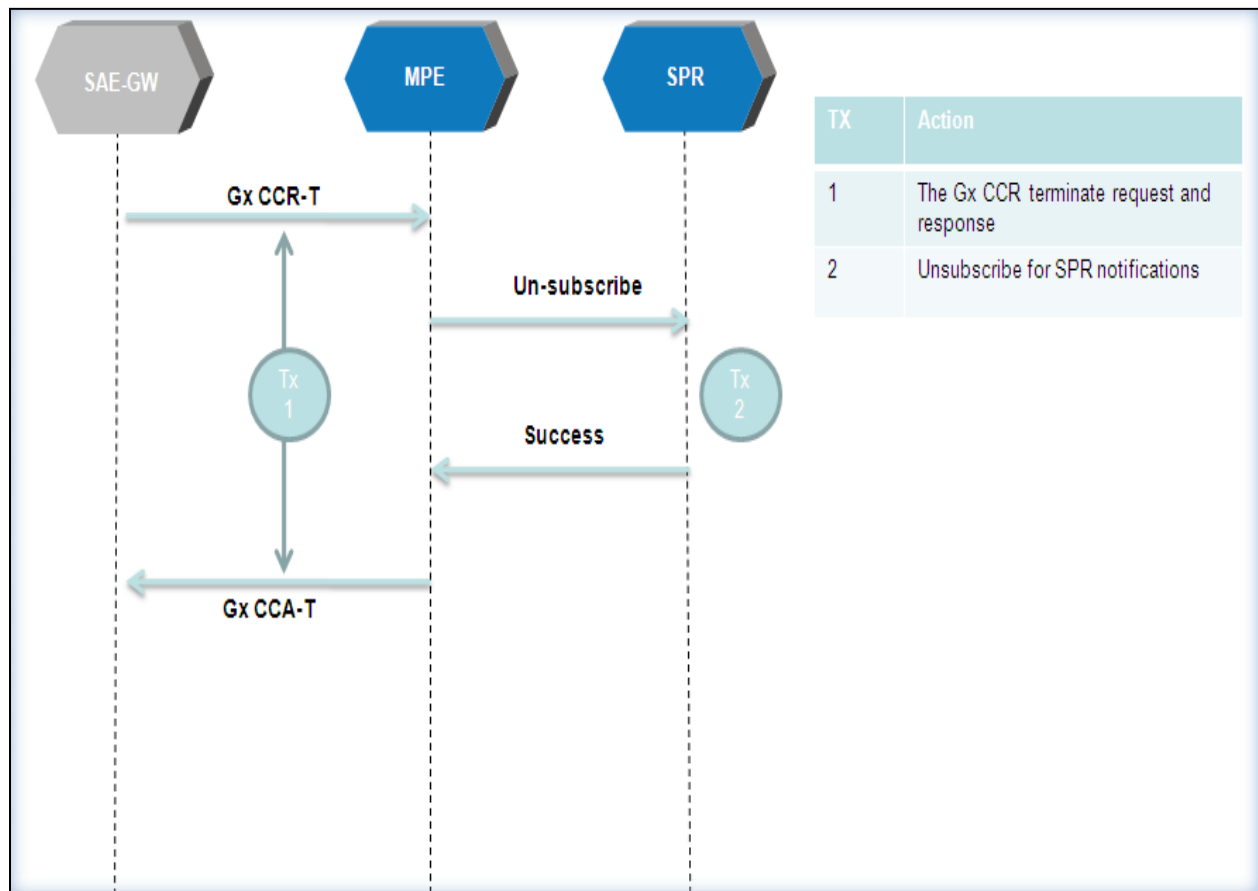 SAE-GW
MPE
SPR
TX Action
1 The Gx CCR terminate request and
response
2 Unsubscribe for SPR notifications
Gx CCR-T
Un-subscribe
Tx
1
Tx
2
Success
Gx CCA-T